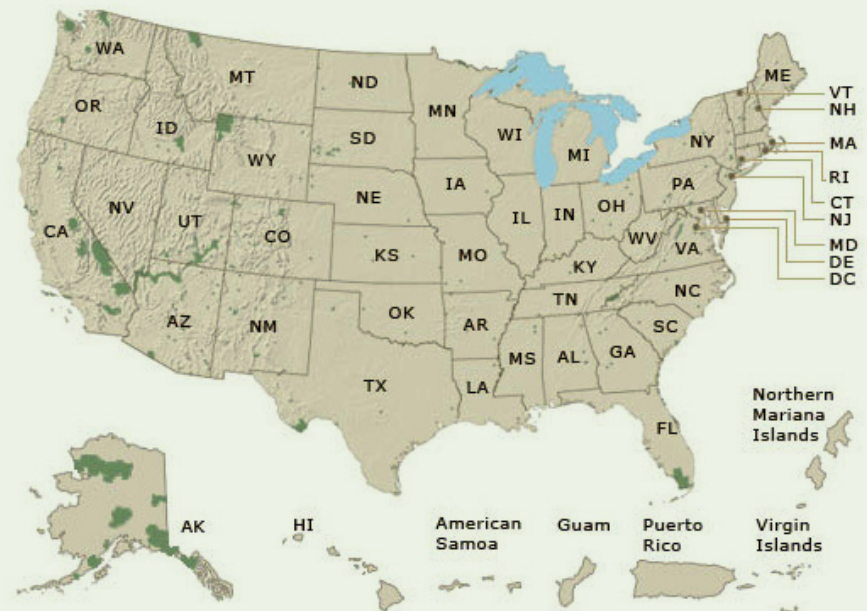 WA
MT
ND
MN
ME
VT
NH
OR
ID
SD
WI
NY
MA
WY
MI
RI
IA
PA
CT
NE
NJ
NV
UT
CO
IL
IN
OH
CA
KS
MO
WV
VA
MD
DE
DC
KY
AZ
NM
OK
AR
TN
NC
SC
TX
LA
MS
AL
GA
FL
Northern
Mariana
Islands
AK
HI
American
Samoa
Guam
Puerto
Rico
Virgin
Islands